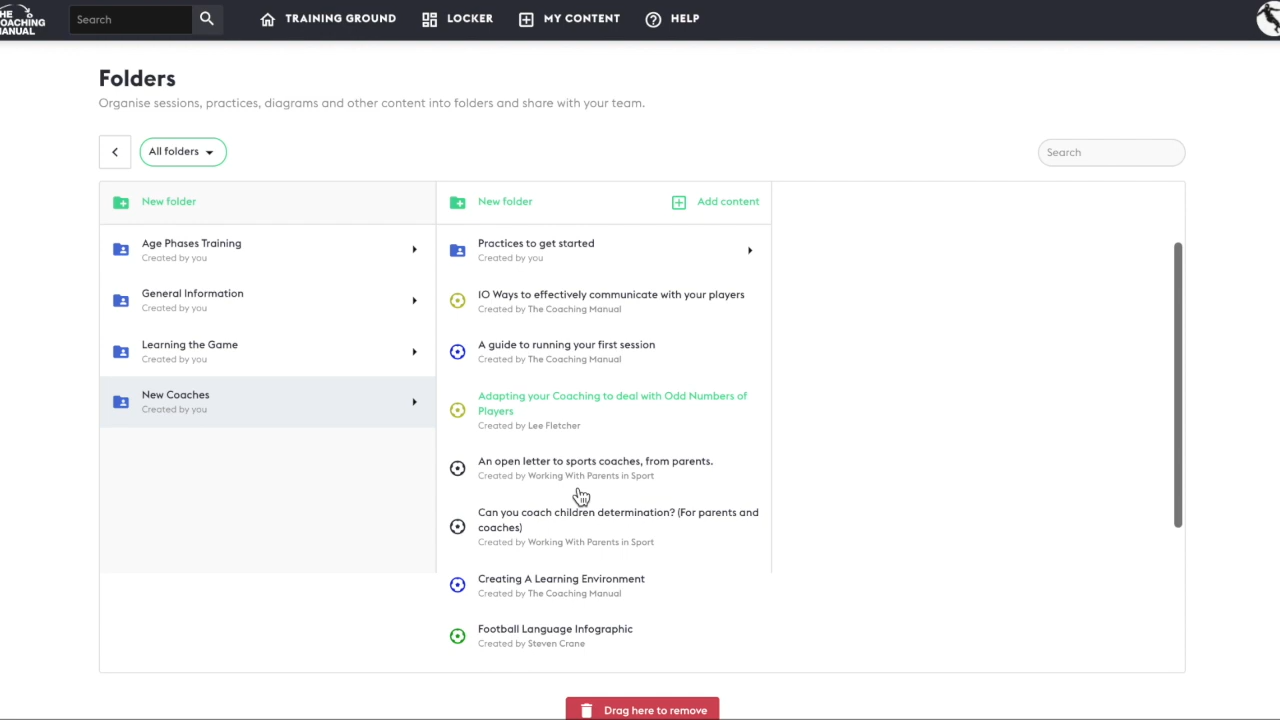 THE
COACHING
MANUAL
Search
TRAINING GROUND
LOCKER
MY CONTENT
HELP
Folders
Organise sessions, practices, diagrams and other content into folders and share with your team.
All folders
Search
New folder
Age Phases Training
Created by you
General Information
Created by you
Learning the Game
Created by you
New Coaches
Created by you
New folder
Add content
Practices to get started
Created by you
10 Ways to effectively communicate with your players
Created by The Coaching Manual
A guide to running your first session
Created by The Coaching Manual
Adapting your Coaching to deal with Odd Numbers of
Players
Created by Lee Fletcher
An open letter to sports coaches, from parents.
Created by Working With Parents in Sport
Can you coach children determination? (For parents and
coaches)
Created by Working With Parents in Sport
Creating A Learning Environment
Created by The Coaching Manual
Football Language Infographic
Created by Steven Crane
Drag here to remove